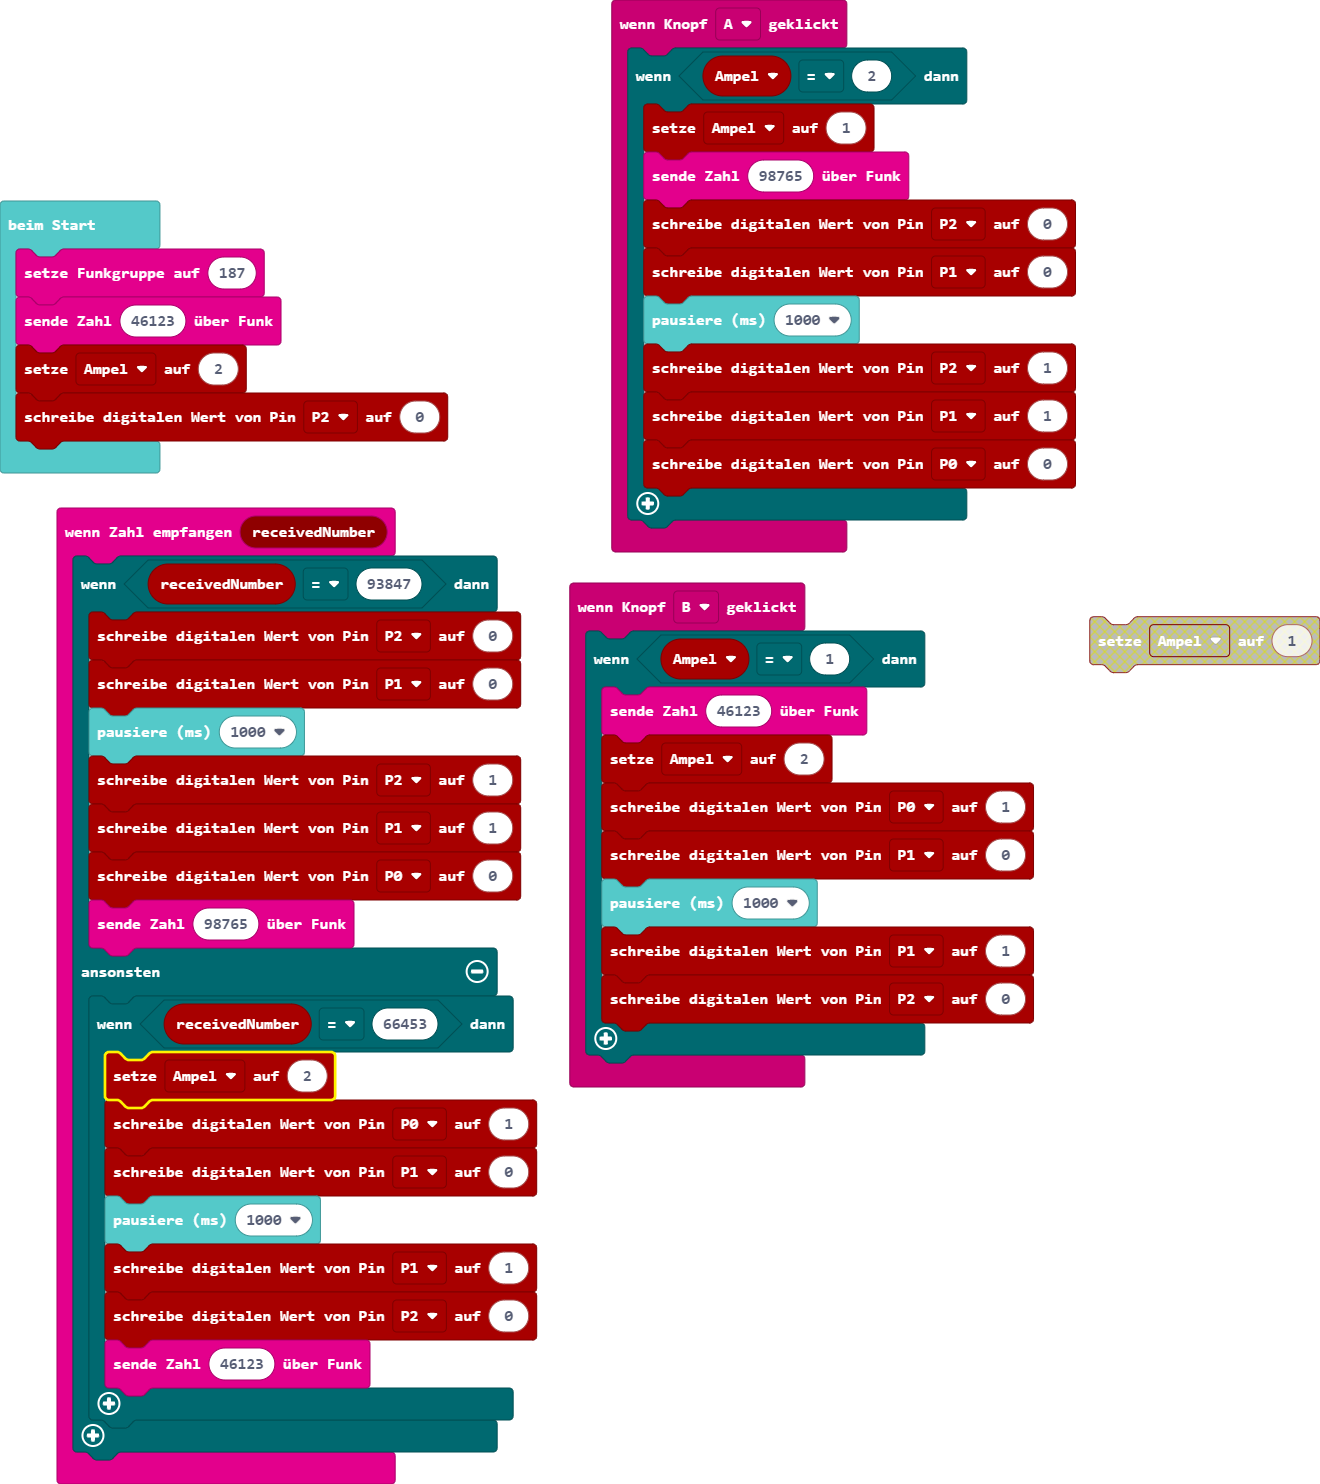 beim Start
setze Funkgruppe auf 187
sende Zahl 46123 über Funk
setze Ampel auf 2
schreibe digitalen Wert von Pin P2 auf 0
wenn Zahl empfangen receivedNumber
wenn receivedNumber = 93847 dann
schreibe digitalen Wert von Pin P2 auf 0
schreibe digitalen Wert von Pin P1 auf 0
pausiere (ms) 1000
schreibe digitalen Wert von Pin P2 auf 1
schreibe digitalen Wert von Pin P1 auf 1
schreibe digitalen Wert von Pin P0 auf 0
sende Zahl 98765 über Funk
ansonsten
wenn receivedNumber = 66453 dann
setze Ampel auf 2
schreibe digitalen Wert von Pin P0 auf 1
schreibe digitalen Wert von Pin P1 auf 0
pausiere (ms) 1000
schreibe digitalen Wert von Pin P1 auf 1
schreibe digitalen Wert von Pin P2 auf 0
sende Zahl 46123 über Funk
wenn Knopf A geklickt
wenn Ampel = 2 dann
setze Ampel auf 1
sende Zahl 98765 über Funk
schreibe digitalen Wert von Pin P2 auf 0
schreibe digitalen Wert von Pin P1 auf 0
pausiere (ms) 1000
schreibe digitalen Wert von Pin P2 auf 1
schreibe digitalen Wert von Pin P1 auf 1
schreibe digitalen Wert von Pin P0 auf 0
wenn Knopf B geklickt
wenn Ampel = 1 dann
sende Zahl 46123 über Funk
setze Ampel auf 2
schreibe digitalen Wert von Pin P0 auf 1
schreibe digitalen Wert von Pin P1 auf 0
pausiere (ms) 1000
schreibe digitalen Wert von Pin P1 auf 1
schreibe digitalen Wert von Pin P2 auf 0
setze Ampel auf 1